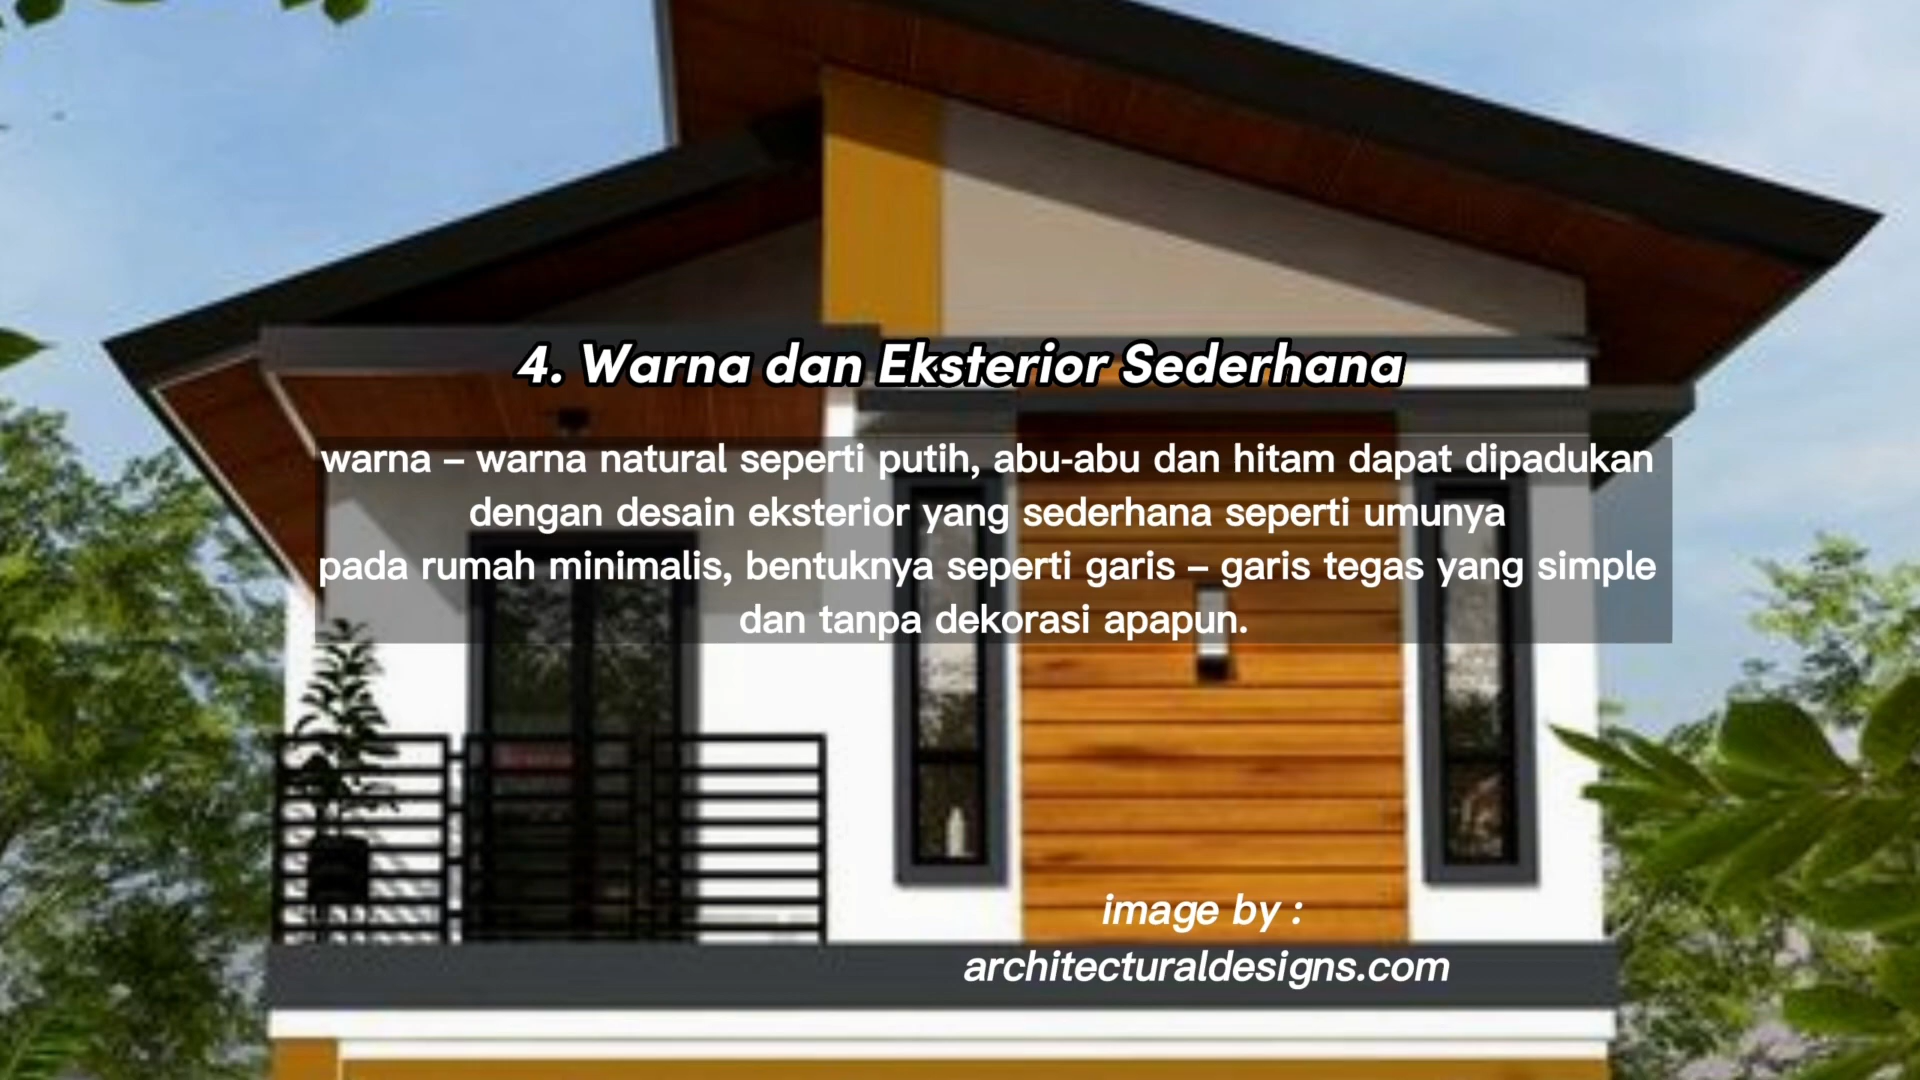 4. Warna dan Eksterior Sederhana
warna – warna natural seperti putih, abu-abu dan hitam dapat dipadukan
dengan desain eksterior yang sederhana seperti umunya
pada rumah minimalis, bentuknya seperti garis – garis tegas yang simple
dan tanpa dekorasi apapun.
image by :
architecturaldesigns.com